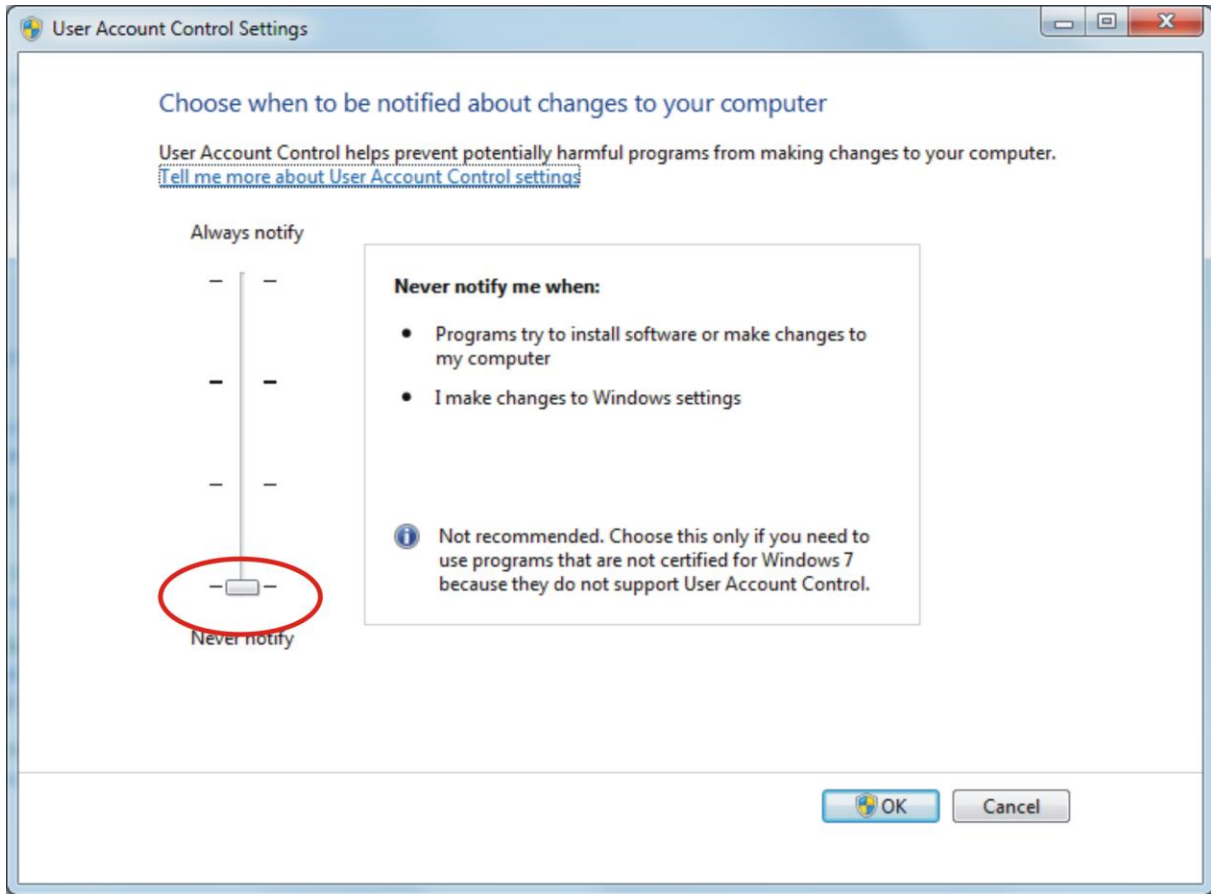 User Account Control Settings
Choose when to be notified about changes to your computer
User Account Control helps prevent potentially harmful programs from making changes to your computer.
Tell me more about User Account Control settings
Always notify
Never notify me when:
• Programs try to install software or make changes to
my computer
• I make changes to Windows settings
Not recommended. Choose this only if you need to
use programs that are not certified for Windows 7
because they do not support User Account Control.
Never notify
OK
Cancel